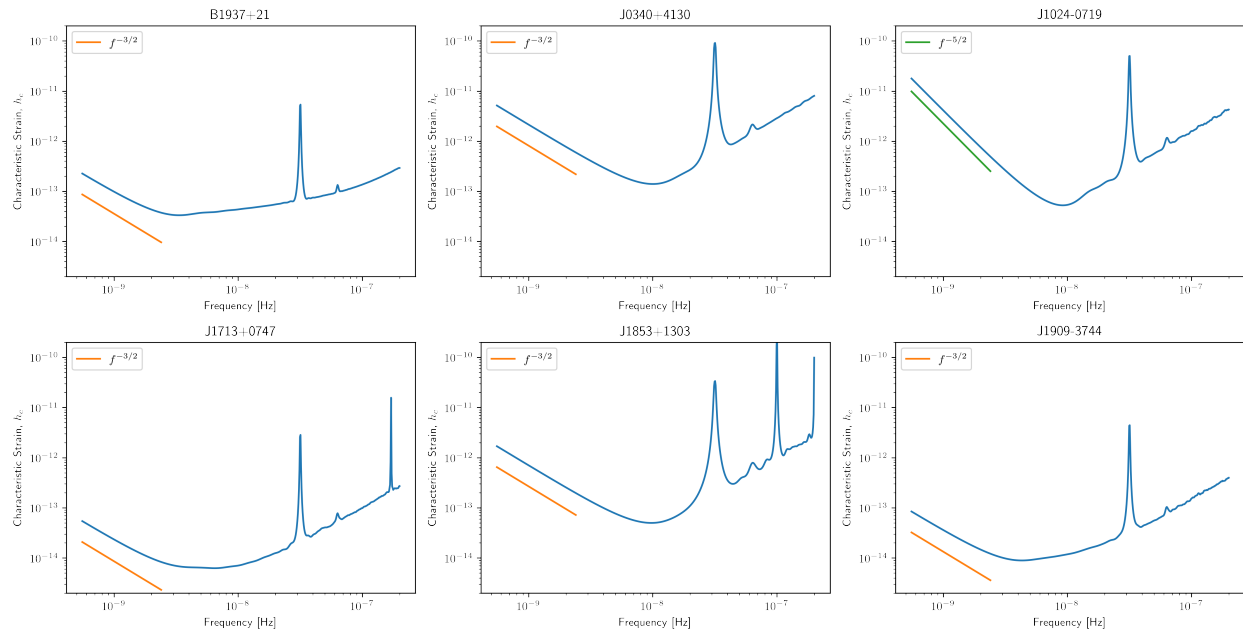 B1937+21
J0340+4130
J1024-0719
10⁻¹⁰
10⁻¹¹
10⁻¹²
10⁻¹³
10⁻¹⁴
Characteristic Strain, h_c
f^{-3/2}
10⁻⁹
10⁻⁸
10⁻⁷
Frequency [Hz]
10⁻¹⁰
10⁻¹¹
10⁻¹²
10⁻¹³
10⁻¹⁴
Characteristic Strain, h_c
f^{-3/2}
10⁻⁹
10⁻⁸
10⁻⁷
Frequency [Hz]
10⁻¹⁰
10⁻¹¹
10⁻¹²
10⁻¹³
10⁻¹⁴
Characteristic Strain, h_c
f^{-5/2}
10⁻⁹
10⁻⁸
10⁻⁷
Frequency [Hz]
J1713+0747
J1853+1303
J1909-3744
10⁻¹⁰
10⁻¹¹
10⁻¹²
10⁻¹³
10⁻¹⁴
Characteristic Strain, h_c
f^{-3/2}
10⁻⁹
10⁻⁸
10⁻⁷
Frequency [Hz]
10⁻¹⁰
10⁻¹¹
10⁻¹²
10⁻¹³
10⁻¹⁴
Characteristic Strain, h_c
f^{-3/2}
10⁻⁹
10⁻⁸
10⁻⁷
Frequency [Hz]
10⁻¹⁰
10⁻¹¹
10⁻¹²
10⁻¹³
10⁻¹⁴
Characteristic Strain, h_c
f^{-3/2}
10⁻⁹
10⁻⁸
10⁻⁷
Frequency [Hz]